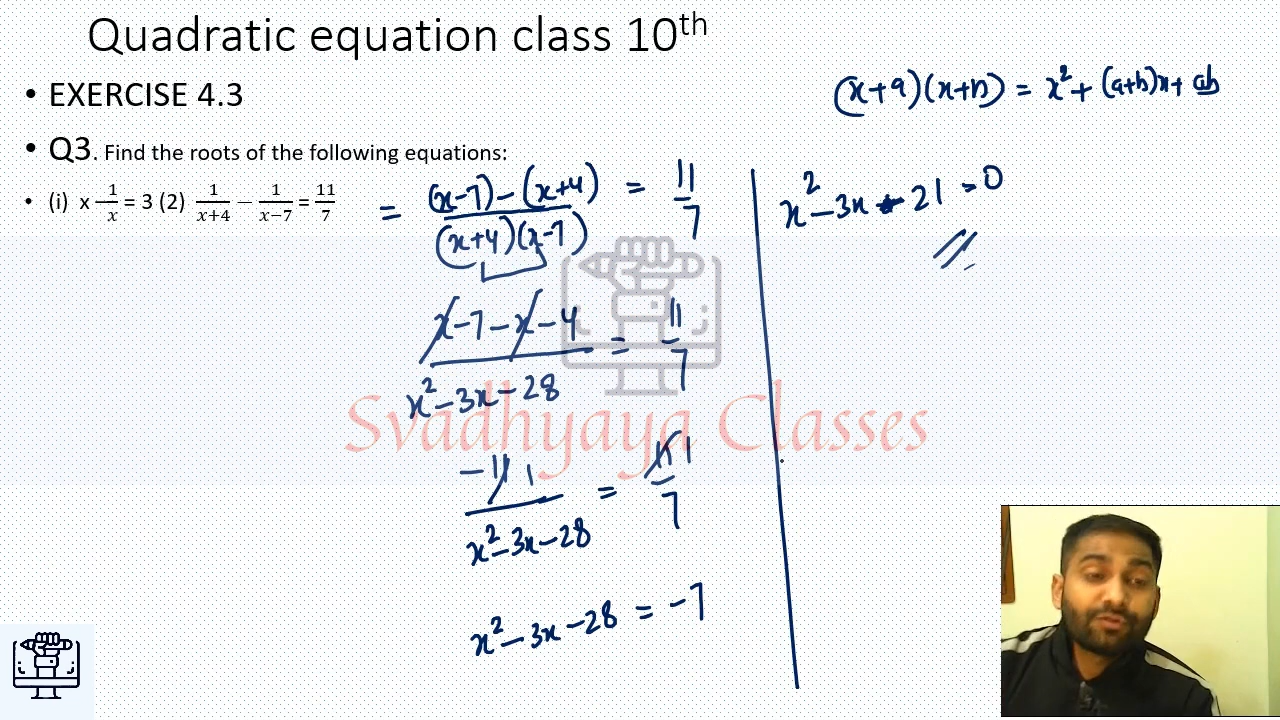 Quadratic equation class 10th
• EXERCISE 4.3
• Q3. Find the roots of the following equations:
• (i) x - 1/x = 3 (2) 1/(x+4) - 1/(x-7) = 11/7
(x+a)(x+b) = x² + (a+b)x + ab
= ((x-7)-(x+4))/((x+4)(x-7)) = 11/7
(x-7-x-4)/(x²-3x-28) = 11/7
-11 1/(x²-3x-28) = 11 1/7
x²-3x-28 = -7
x²-3x-21 = 0
Svadhyaya Classes